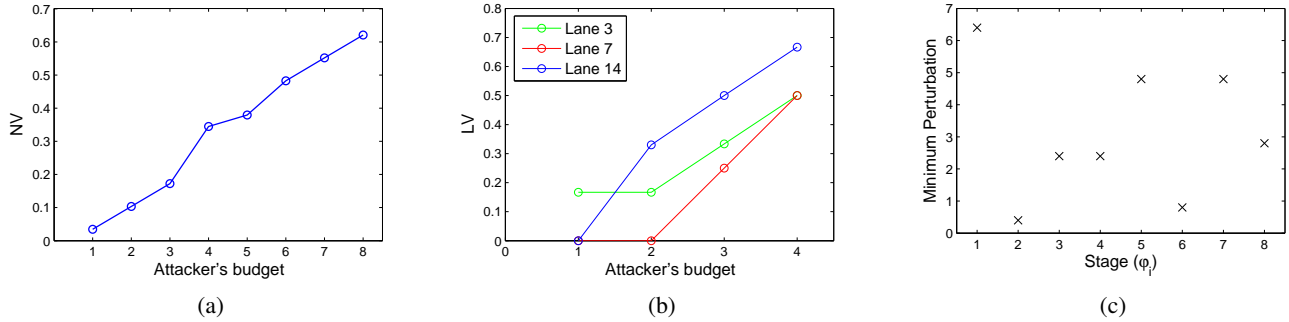 0.7
0.6
0.5
0.4
0.3
0.2
0.1
0
NV
1 2 3 4 5 6 7 8
Attacker's budget
(a)
0.8
0.7
0.6
0.5
0.4
0.3
0.2
0.1
0
LV
Lane 3
Lane 7
Lane 14
0 1 2 3 4
Attacker's budget
(b)
7
6
5
4
3
2
1
0
Minimum Perturbation
1 2 3 4 5 6 7 8
Stage (φi)
(c)